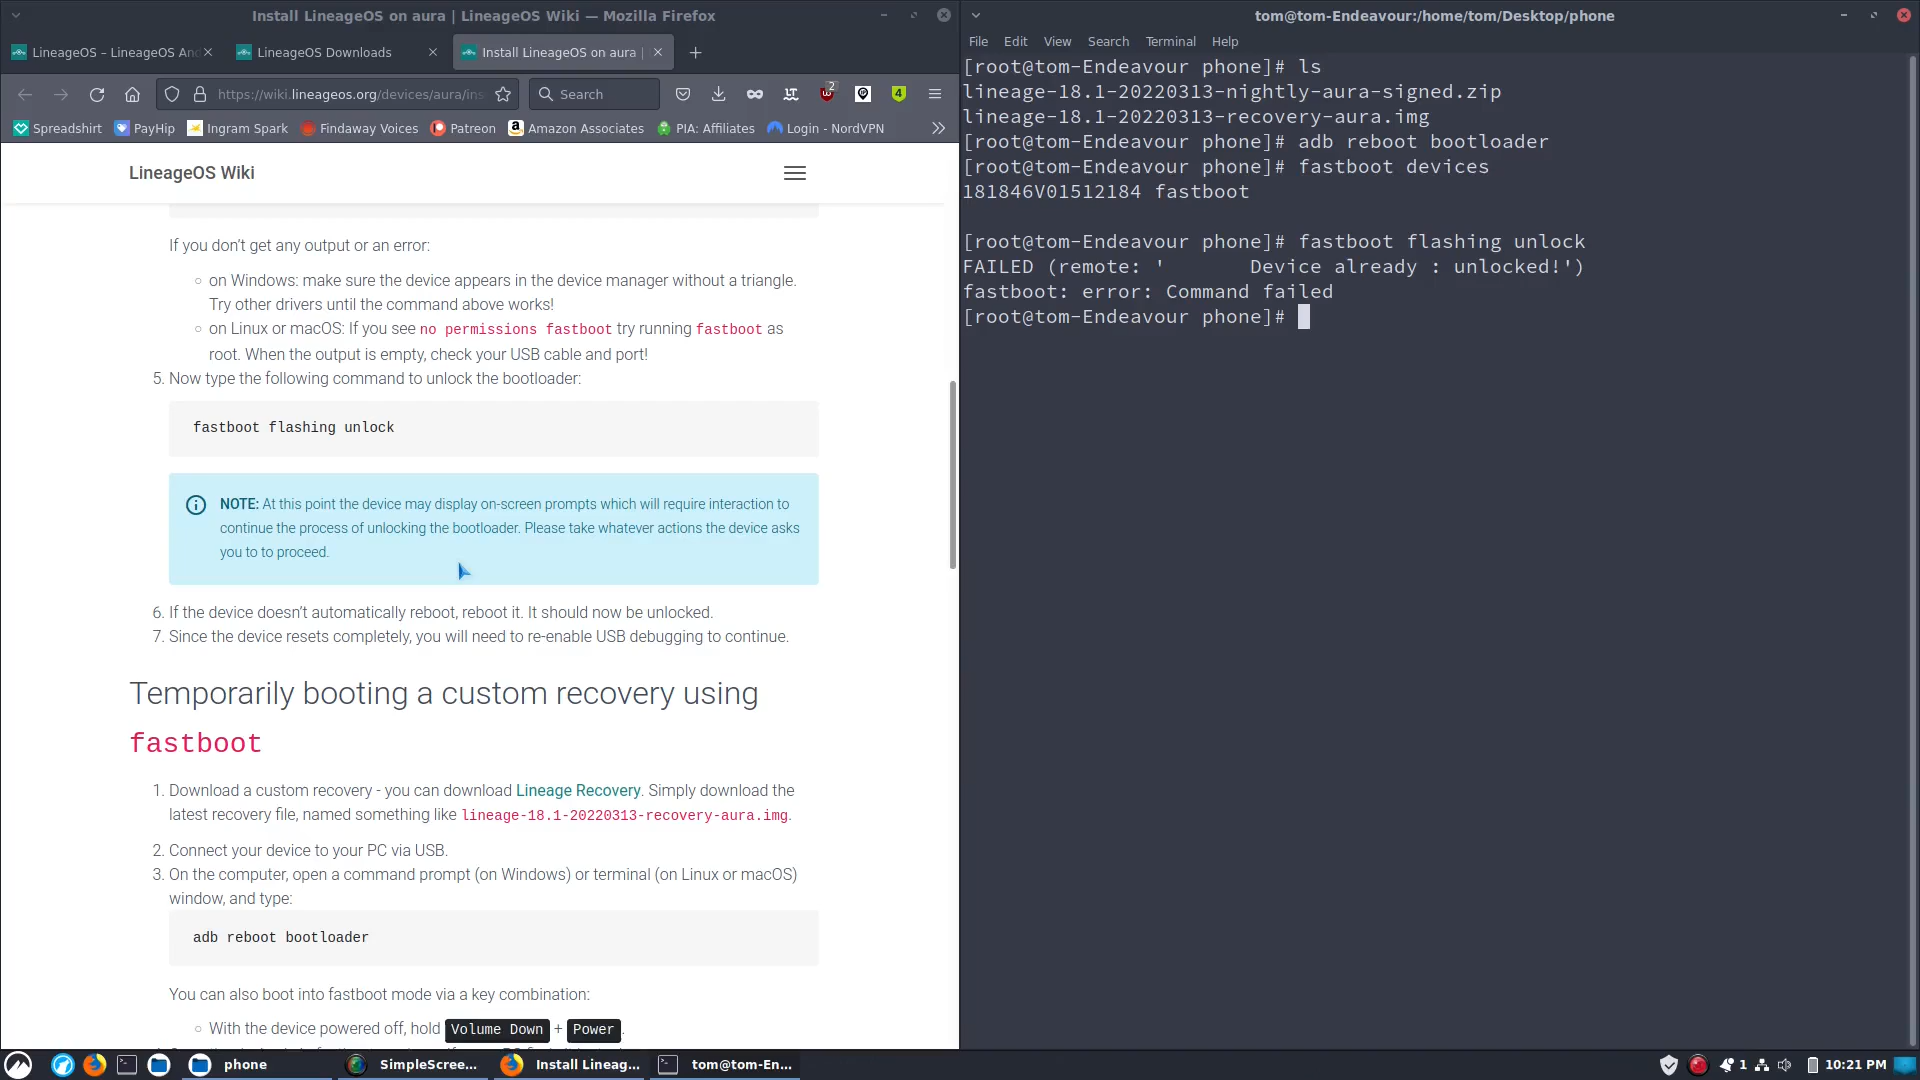 Install LineageOS on aura | LineageOS Wiki — Mozilla Firefox
LineageOS – LineageOS An
LineageOS Downloads
Install LineageOS on aura |
https://wiki.lineageos.org/devices/aura/ins
Search
2
4
Spreadshirt
PayHip
Ingram Spark
Findaway Voices
Patreon
Amazon Associates
PIA: Affiliates
Login - NordVPN
LineageOS Wiki
If you don’t get any output or an error:
on Windows: make sure the device appears in the device manager without a triangle.
Try other drivers until the command above works!
on Linux or macOS: If you see no permissions fastboot try running fastboot as
root. When the output is empty, check your USB cable and port!
5. Now type the following command to unlock the bootloader:
fastboot flashing unlock
NOTE: At this point the device may display on-screen prompts which will require interaction to
continue the process of unlocking the bootloader. Please take whatever actions the device asks
you to to proceed.
6. If the device doesn’t automatically reboot, reboot it. It should now be unlocked.
7. Since the device resets completely, you will need to re-enable USB debugging to continue.
Temporarily booting a custom recovery using
fastboot
1. Download a custom recovery - you can download Lineage Recovery. Simply download the
latest recovery file, named something like lineage-18.1-20220313-recovery-aura.img.
2. Connect your device to your PC via USB.
3. On the computer, open a command prompt (on Windows) or terminal (on Linux or macOS)
window, and type:
adb reboot bootloader
You can also boot into fastboot mode via a key combination:
With the device powered off, hold Volume Down + Power.
tom@tom-Endeavour:/home/tom/Desktop/phone
File Edit View Search Terminal Help
[root@tom-Endeavour phone]# ls
lineage-18.1-20220313-nightly-aura-signed.zip
lineage-18.1-20220313-recovery-aura.img
[root@tom-Endeavour phone]# adb reboot bootloader
[root@tom-Endeavour phone]# fastboot devices
181846V01512184 fastboot
[root@tom-Endeavour phone]# fastboot flashing unlock
FAILED (remote: '       Device already : unlocked!')
fastboot: error: Command failed
[root@tom-Endeavour phone]#
phone
SimpleScree...
Install Lineag...
tom@tom-En...
1
10:21 PM